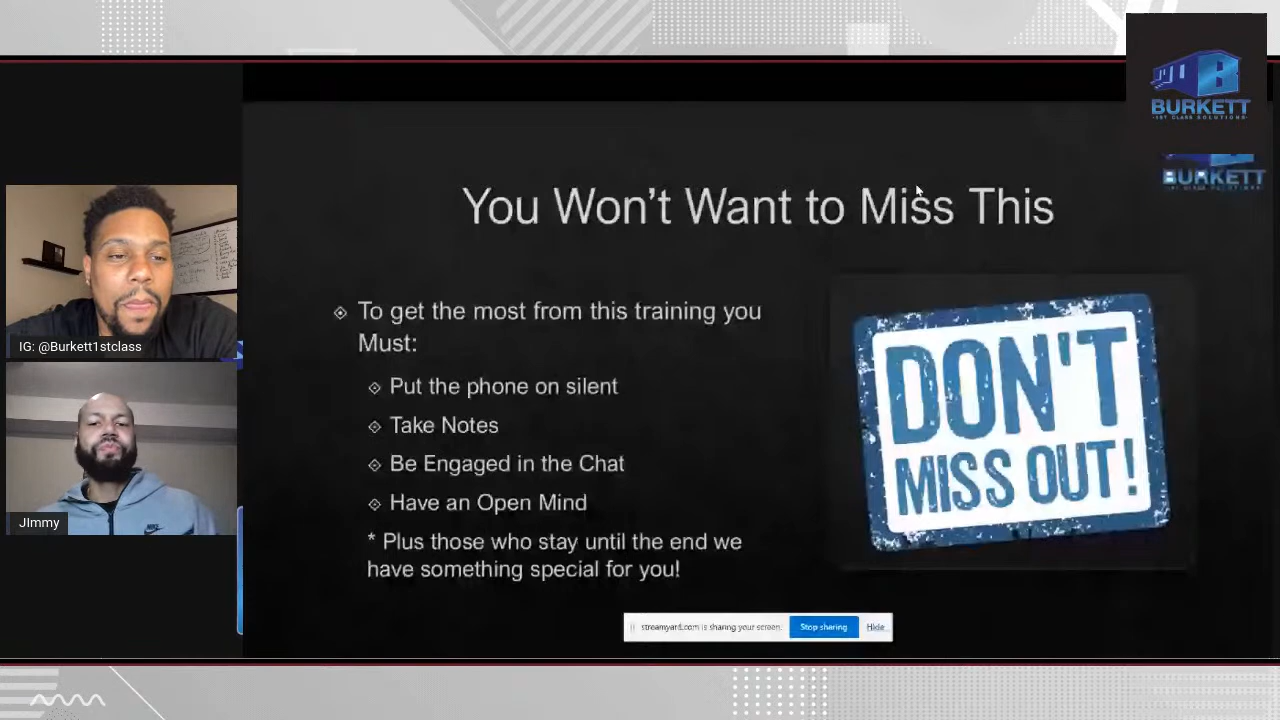 BURKETT
1ST CLASS SOLUTIONS
BURKETT
You Won't Want to Miss This
To get the most from this training you
Must:
Put the phone on silent
Take Notes
Be Engaged in the Chat
Have an Open Mind
* Plus those who stay until the end we
have something special for you!
DON'T
MISS OUT!
IG: @Burkett1stclass
JImmy
streamyard.com is sharing your screen.
Stop sharing
Hide